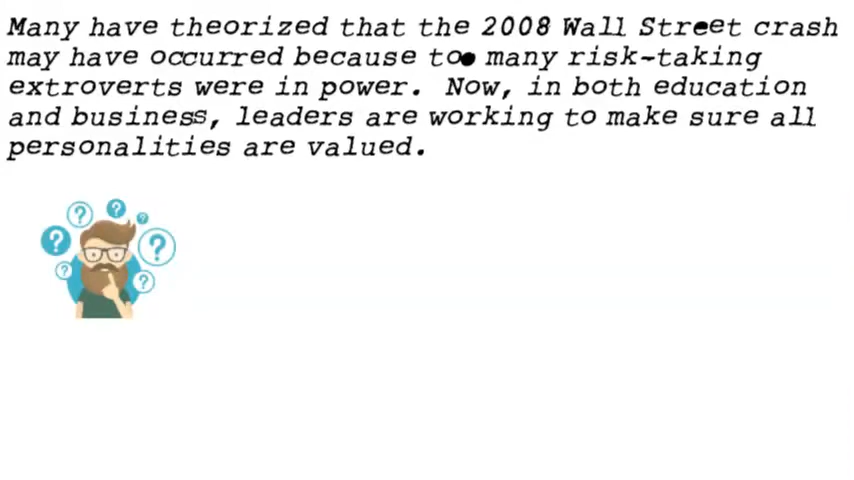 Many have theorized that the 2008 Wall Street crash
may have occurred because too many risk-taking
extroverts were in power. Now, in both education
and business, leaders are working to make sure all
personalities are valued.
? ? ? ? ? ? ?